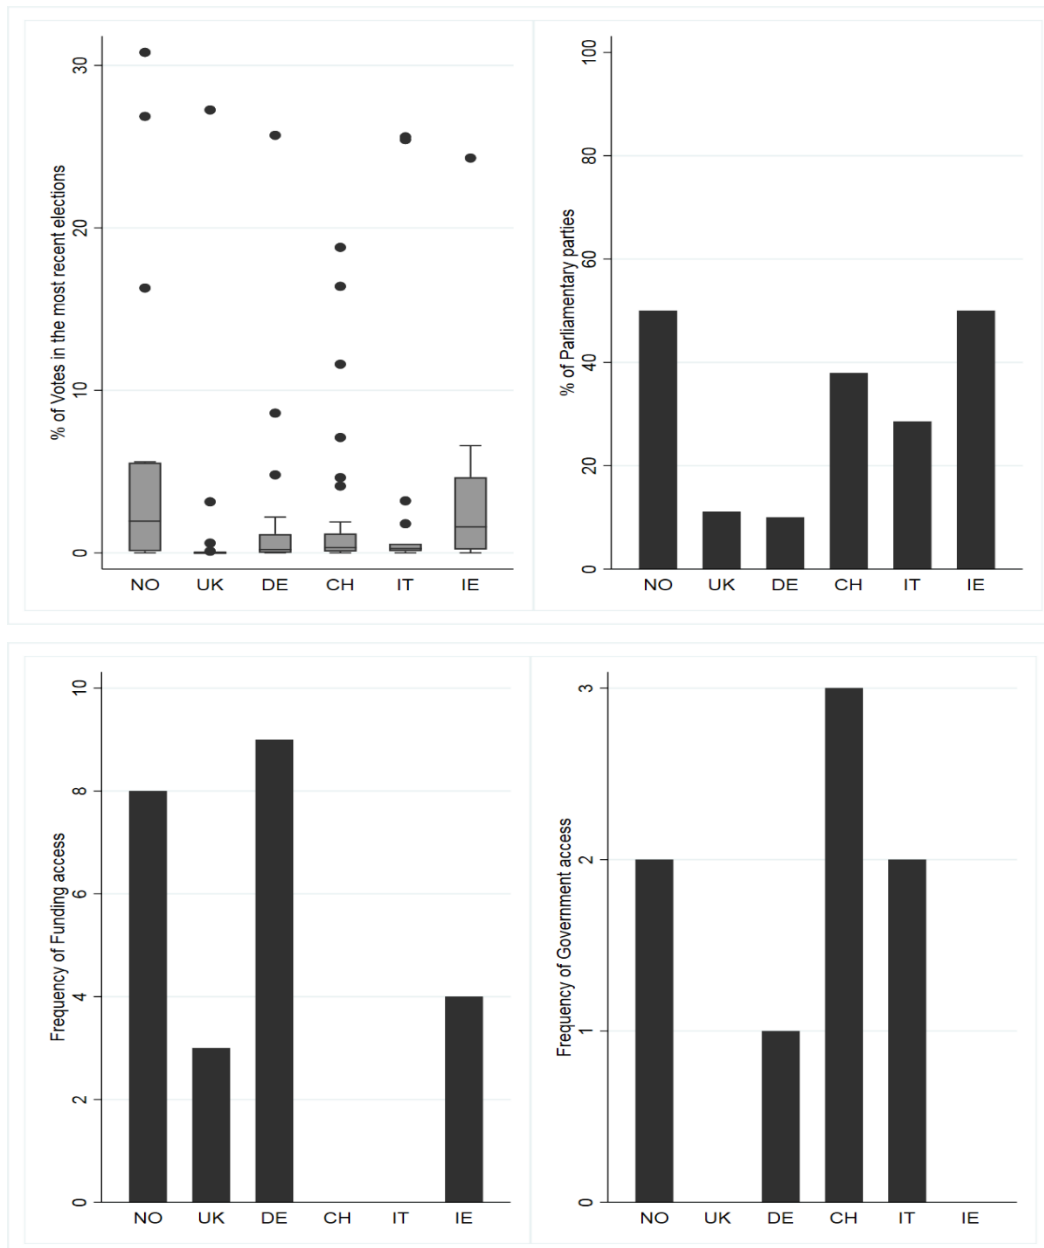 % of Votes in the most recent elections
30
20
10
0
NO UK DE CH IT IE
% of Parliamentary parties
100
80
60
40
20
0
NO UK DE CH IT IE
Frequency of Funding access
10
8
6
4
2
0
NO UK DE CH IT IE
Frequency of Government access
3
2
1
0
NO UK DE CH IT IE